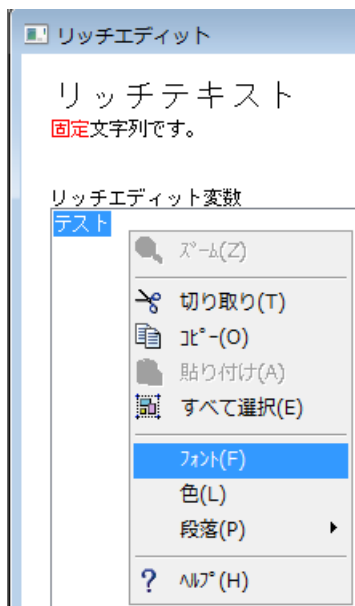 リッチエディット
リッチテキスト
固定文字列です。
リッチエディット変数
テスト
ｽﾞｰﾑ(Z)
切り取り(T)
ｺﾋﾟｰ(O)
貼り付け(A)
すべて選択(E)
ﾌｫﾝﾄ(F)
色(L)
段落(P)
ﾍﾙﾌﾟ(H)